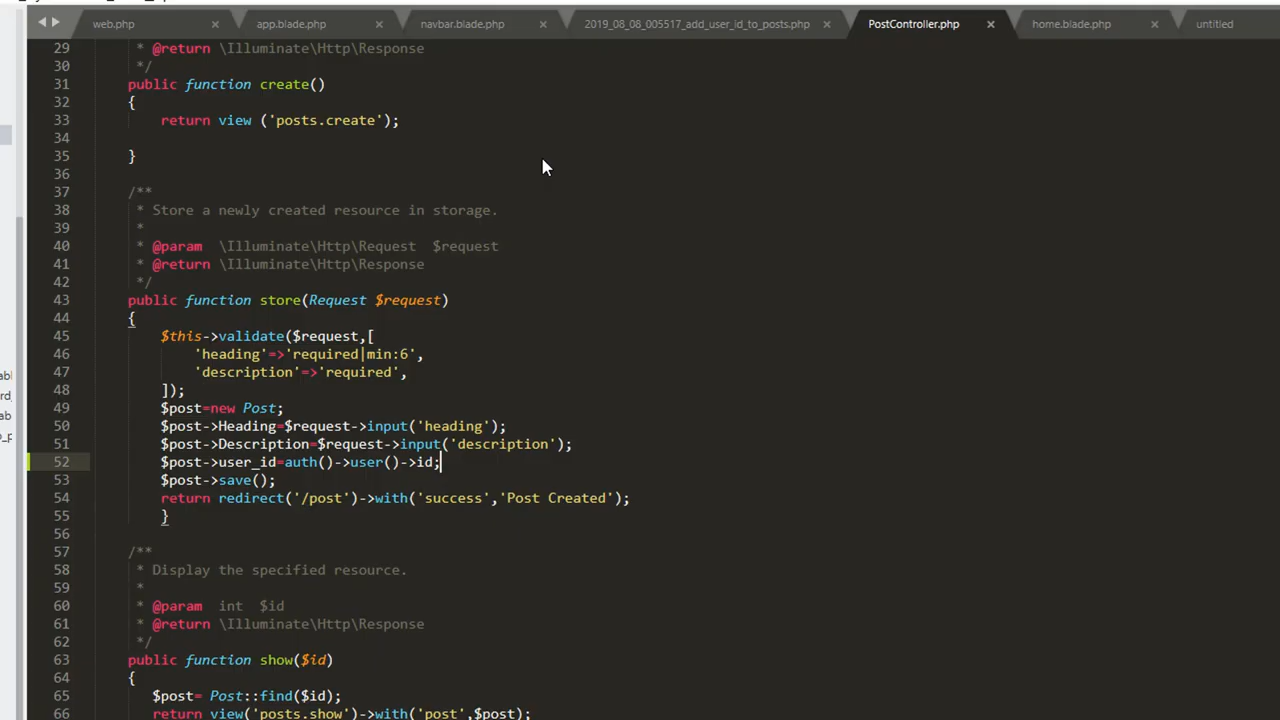 web.php × app.blade.php × navbar.blade.php × 2019_08_08_005517_add_user_id_to_posts.php × PostController.php × home.blade.php × untitled
29 * @return \Illuminate\Http\Response
30 */
31 public function create()
32 {
33 return view ('posts.create');
34
35 }
36
37 /**
38 * Store a newly created resource in storage.
39 *
40 * @param \Illuminate\Http\Request $request
41 * @return \Illuminate\Http\Response
42 */
43 public function store(Request $request)
44 {
45 $this->validate($request,[
46 'heading'=>'required|min:6',
47 'description'=>'required',
48 ]);
49 $post=new Post;
50 $post->Heading=$request->input('heading');
51 $post->Description=$request->input('description');
52 $post->user_id=auth()->user()->id;
53 $post->save();
54 return redirect('/post')->with('success','Post Created');
55 }
56
57 /**
58 * Display the specified resource.
59 *
60 * @param int $id
61 * @return \Illuminate\Http\Response
62 */
63 public function show($id)
64 {
65 $post= Post::find($id);
66 return view('posts.show')->with('post',$post);